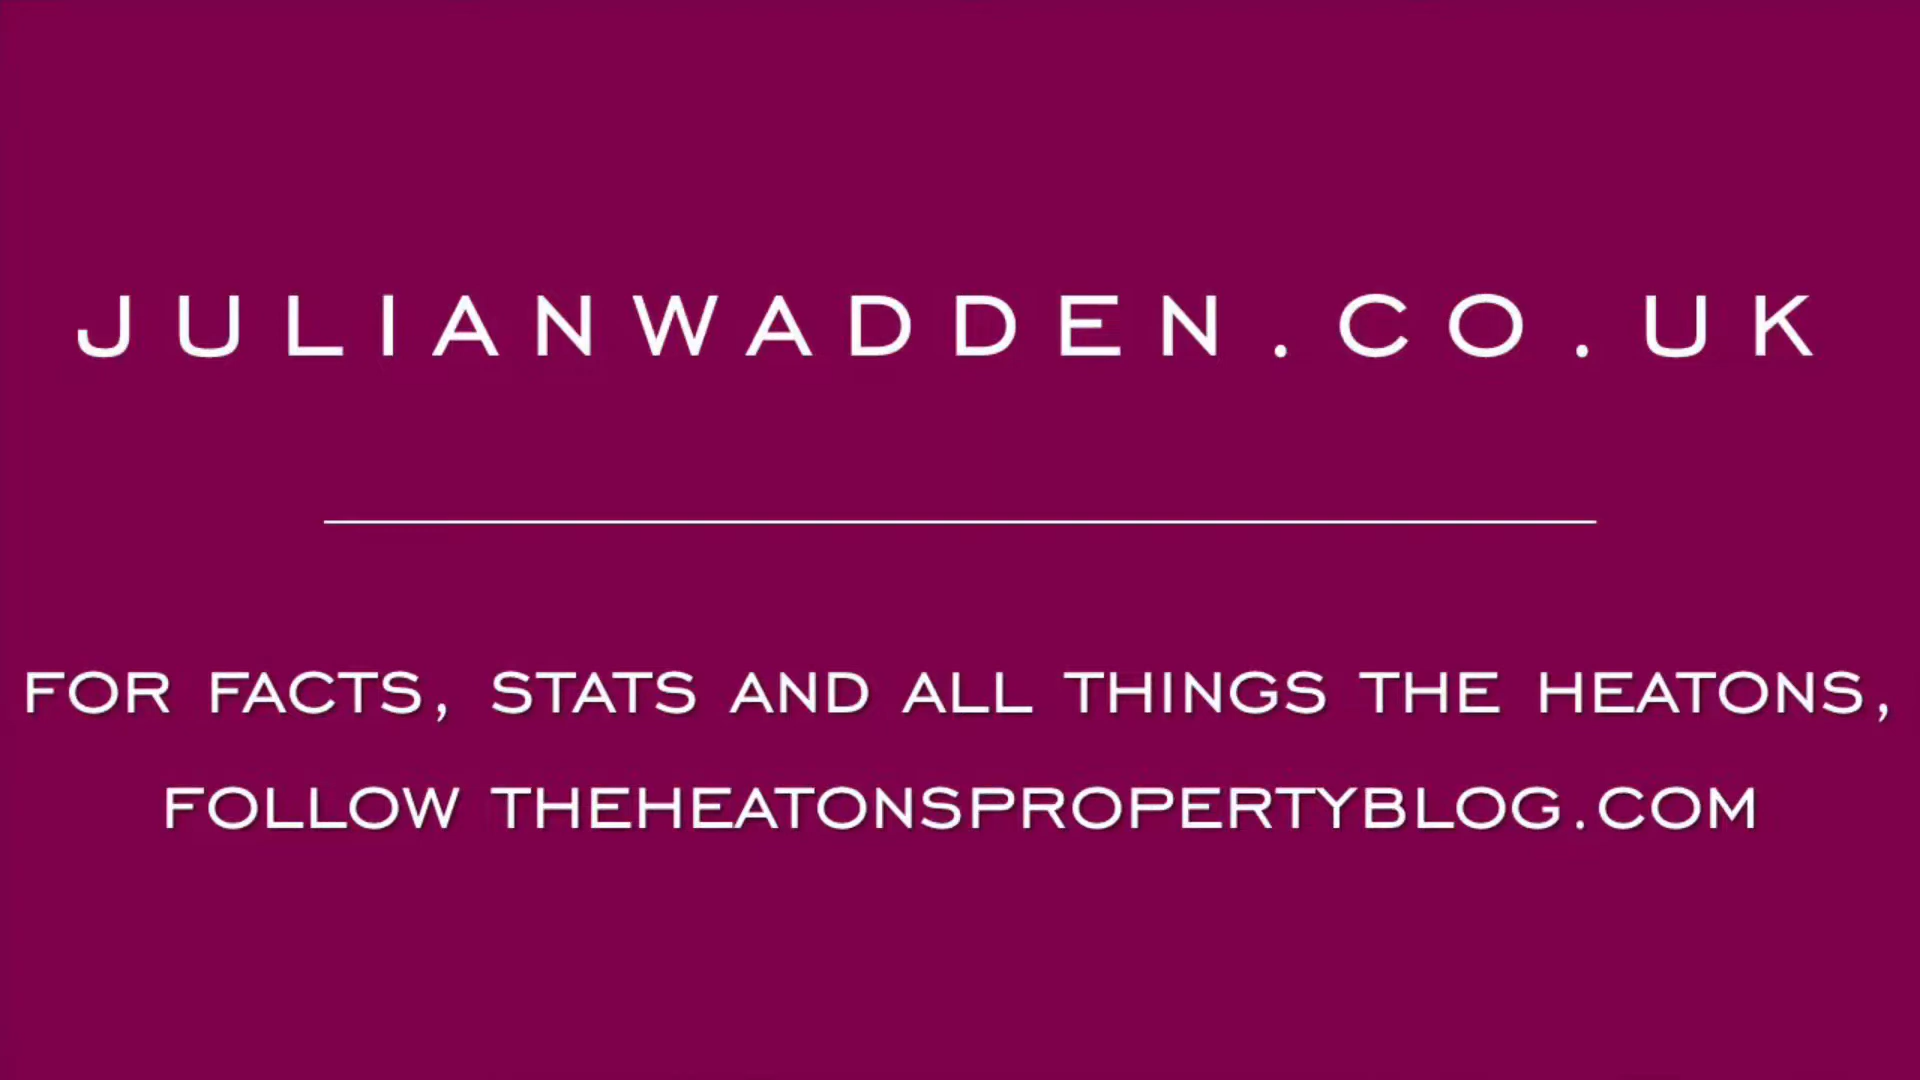 JULIANWADDEN.CO.UK
FOR FACTS, STATS AND ALL THINGS THE HEATONS,
FOLLOW THEHEATONSPROPERTYBLOG.COM